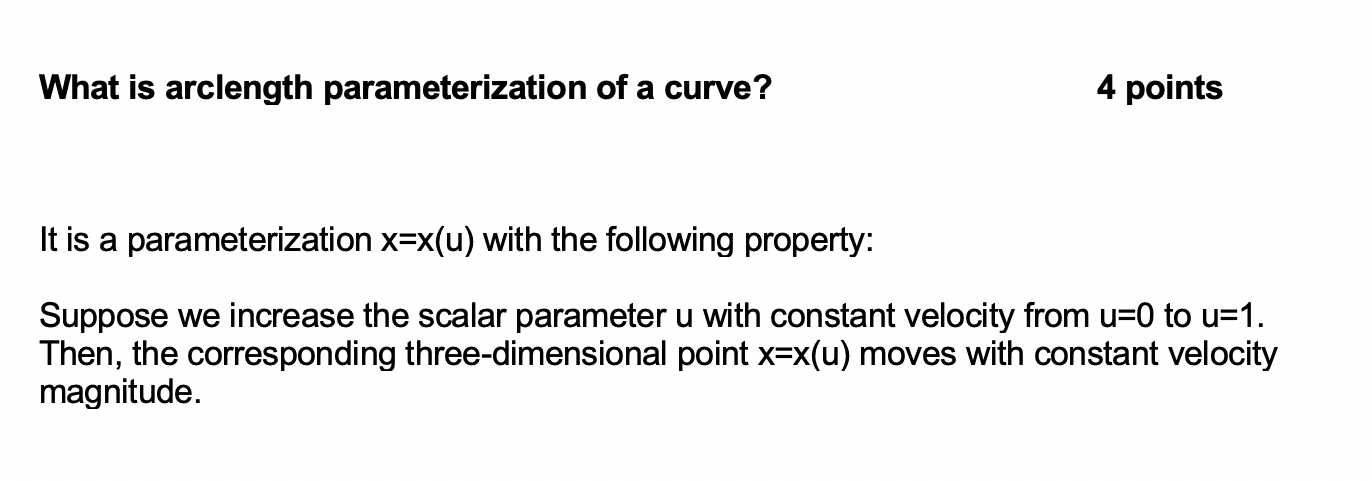 What is arclength parameterization of a curve? 4 points
It is a parameterization x=x(u) with the following property:
Suppose we increase the scalar parameter u with constant velocity from u=0 to u=1.
Then, the corresponding three-dimensional point x=x(u) moves with constant velocity
magnitude.